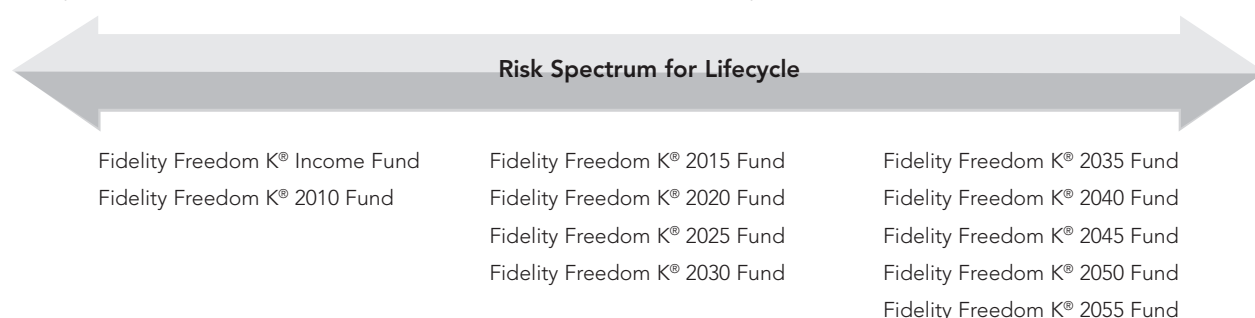 Risk Spectrum for Lifecycle
Fidelity Freedom K® Income Fund
Fidelity Freedom K® 2010 Fund
Fidelity Freedom K® 2015 Fund
Fidelity Freedom K® 2020 Fund
Fidelity Freedom K® 2025 Fund
Fidelity Freedom K® 2030 Fund
Fidelity Freedom K® 2035 Fund
Fidelity Freedom K® 2040 Fund
Fidelity Freedom K® 2045 Fund
Fidelity Freedom K® 2050 Fund
Fidelity Freedom K® 2055 Fund